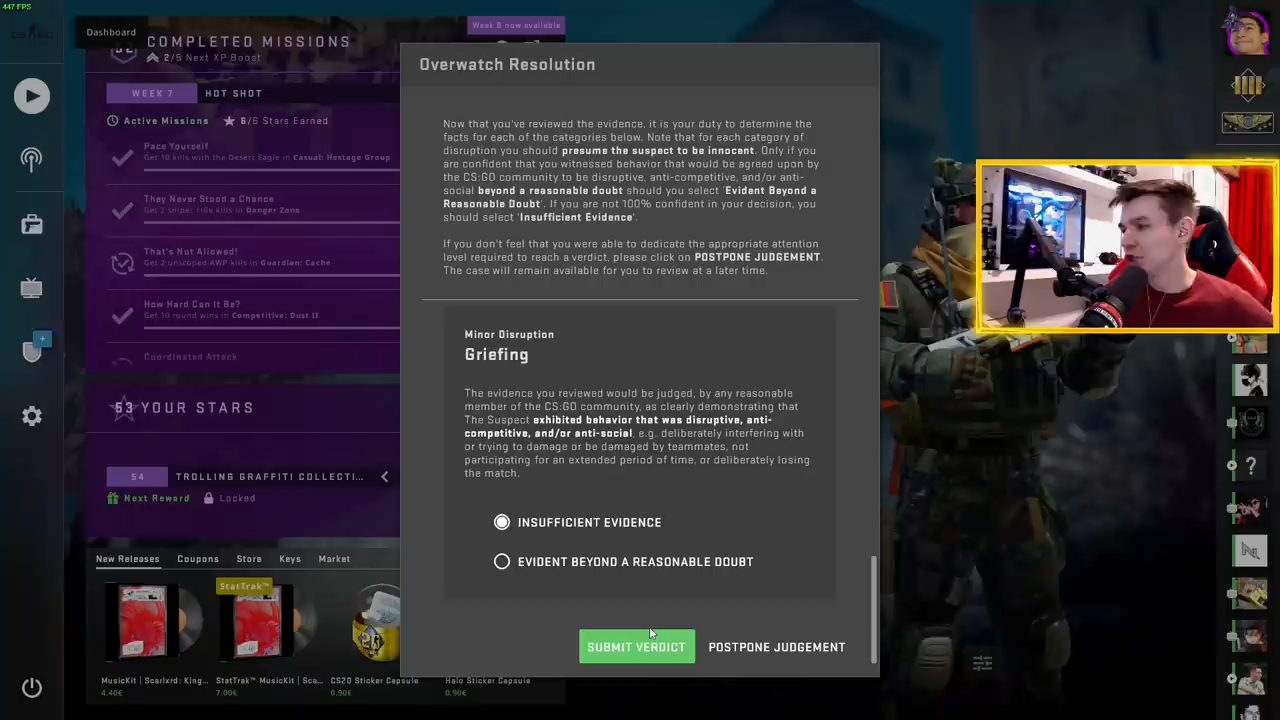 447 FPS
Dashboard
Week 9 now available
COMPLETED MISSIONS
2/5 Next XP Boost
WEEK 7 HOT SHOT
Active Missions 6/6 Stars Earned
Pace Yourself
Get 10 kills with the Desert Eagle in Casual: Hostage Group
They Never Stood a Chance
Get 2 sniper rifle kills in Danger Zone
That's Not Allowed!
Get 2 unscoped AWP kills in Guardian: Cache
How Hard Can It Be?
Get 10 round wins in Competitive: Dust II
Coordinated Attack
53 YOUR STARS
54 TROLLING GRAFFITI COLLECTI...
Next Reward Locked
New Releases Coupons Store Keys Market
StatTrak™
MusicKit | Scarlxrd: King... StatTrak™ MusicKit | Sca... CS20 Sticker Capsule Halo Sticker Capsule
4.40€ 7.00€ 0.90€ 0.90€
Overwatch Resolution
Now that you've reviewed the evidence, it is your duty to determine the
facts for each of the categories below. Note that for each category of
disruption you should presume the suspect to be innocent. Only if you
are confident that you witnessed behavior that would be agreed upon by
the CS:GO community to be disruptive, anti-competitive, and/or anti-
social beyond a reasonable doubt should you select 'Evident Beyond a
Reasonable Doubt'. If you are not 100% confident in your decision, you
should select 'Insufficient Evidence'.
If you don't feel that you were able to dedicate the appropriate attention
level required to reach a verdict, please click on POSTPONE JUDGEMENT.
The case will remain available for you to review at a later time.
Minor Disruption
Griefing
The evidence you reviewed would be judged, by any reasonable
member of the CS:GO community, as clearly demonstrating that
The Suspect exhibited behavior that was disruptive, anti-
competitive, and/or anti-social, e.g. deliberately interfering with
or trying to damage or be damaged by teammates, not
participating for an extended period of time, or deliberately losing
the match.
INSUFFICIENT EVIDENCE
EVIDENT BEYOND A REASONABLE DOUBT
SUBMIT VERDICT POSTPONE JUDGEMENT